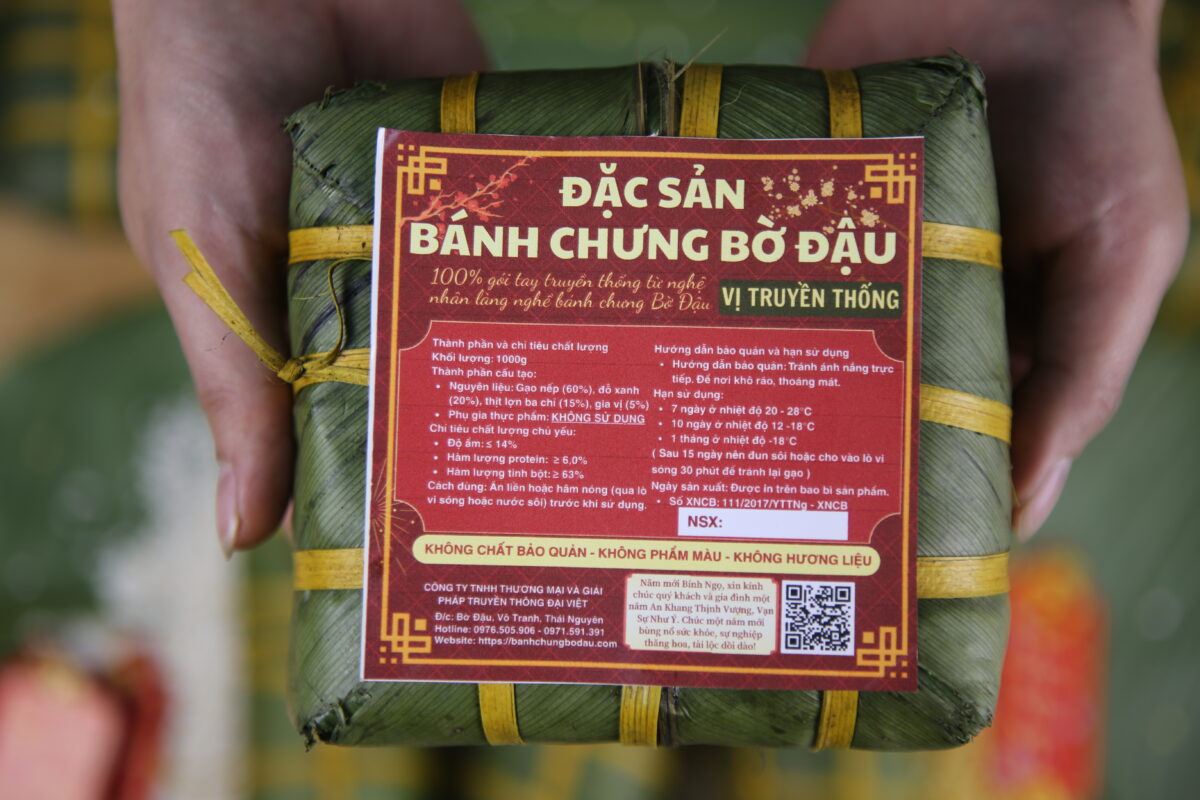 ĐẶC SẢN
BÁNH CHƯNG BỜ ĐẬU
100% gói tay truyền thống từ nghệ
nhân làng nghề bánh chưng Bờ Đậu
VỊ TRUYỀN THỐNG
Thành phần và chỉ tiêu chất lượng
Khối lượng: 1000g
Thành phần cấu tạo:
• Nguyên liệu: Gạo nếp (60%), đỗ xanh
(20%), thịt lợn ba chỉ (15%), gia vị (5%)
• Phụ gia thực phẩm: KHÔNG SỬ DỤNG
Chỉ tiêu chất lượng chủ yếu:
• Độ ẩm: ≤ 14%
• Hàm lượng protein: ≥ 6,0%
• Hàm lượng tinh bột: ≥ 63%
Cách dùng: Ăn liền hoặc hâm nóng (qua lò
vi sóng hoặc nước sôi) trước khi sử dụng.
Hướng dẫn bảo quản và hạn sử dụng
• Hướng dẫn bảo quản: Tránh ánh nắng trực
tiếp. Để nơi khô ráo, thoáng mát.
Hạn sử dụng:
• 7 ngày ở nhiệt độ 20 - 28°C
• 10 ngày ở nhiệt độ 12 -18°C
• 1 tháng ở nhiệt độ -18°C
( Sau 15 ngày nên đun sôi hoặc cho vào lò vi
sóng 30 phút để tránh lại gạo )
Ngày sản xuất: Được in trên bao bì sản phẩm.
• Số XNCB: 111/2017/YTTNg - XNCB
NSX:
KHÔNG CHẤT BẢO QUẢN - KHÔNG PHẨM MÀU - KHÔNG HƯƠNG LIỆU
CÔNG TY TNHH THƯƠNG MẠI VÀ GIẢI
PHÁP TRUYỀN THÔNG ĐẠI VIỆT
Đ/c: Bờ Đậu, Vô Tranh, Thái Nguyên
Hotline: 0976.505.906 - 0971.591.391
Website: https://banhchungbodau.com
Năm mới Bính Ngọ, xin kính
chúc quý khách và gia đình một
năm An Khang Thịnh Vượng, Vạn
Sự Như Ý. Chúc một năm mới
bùng nổ sức khỏe, sự nghiệp
thăng hoa, tài lộc dồi dào!